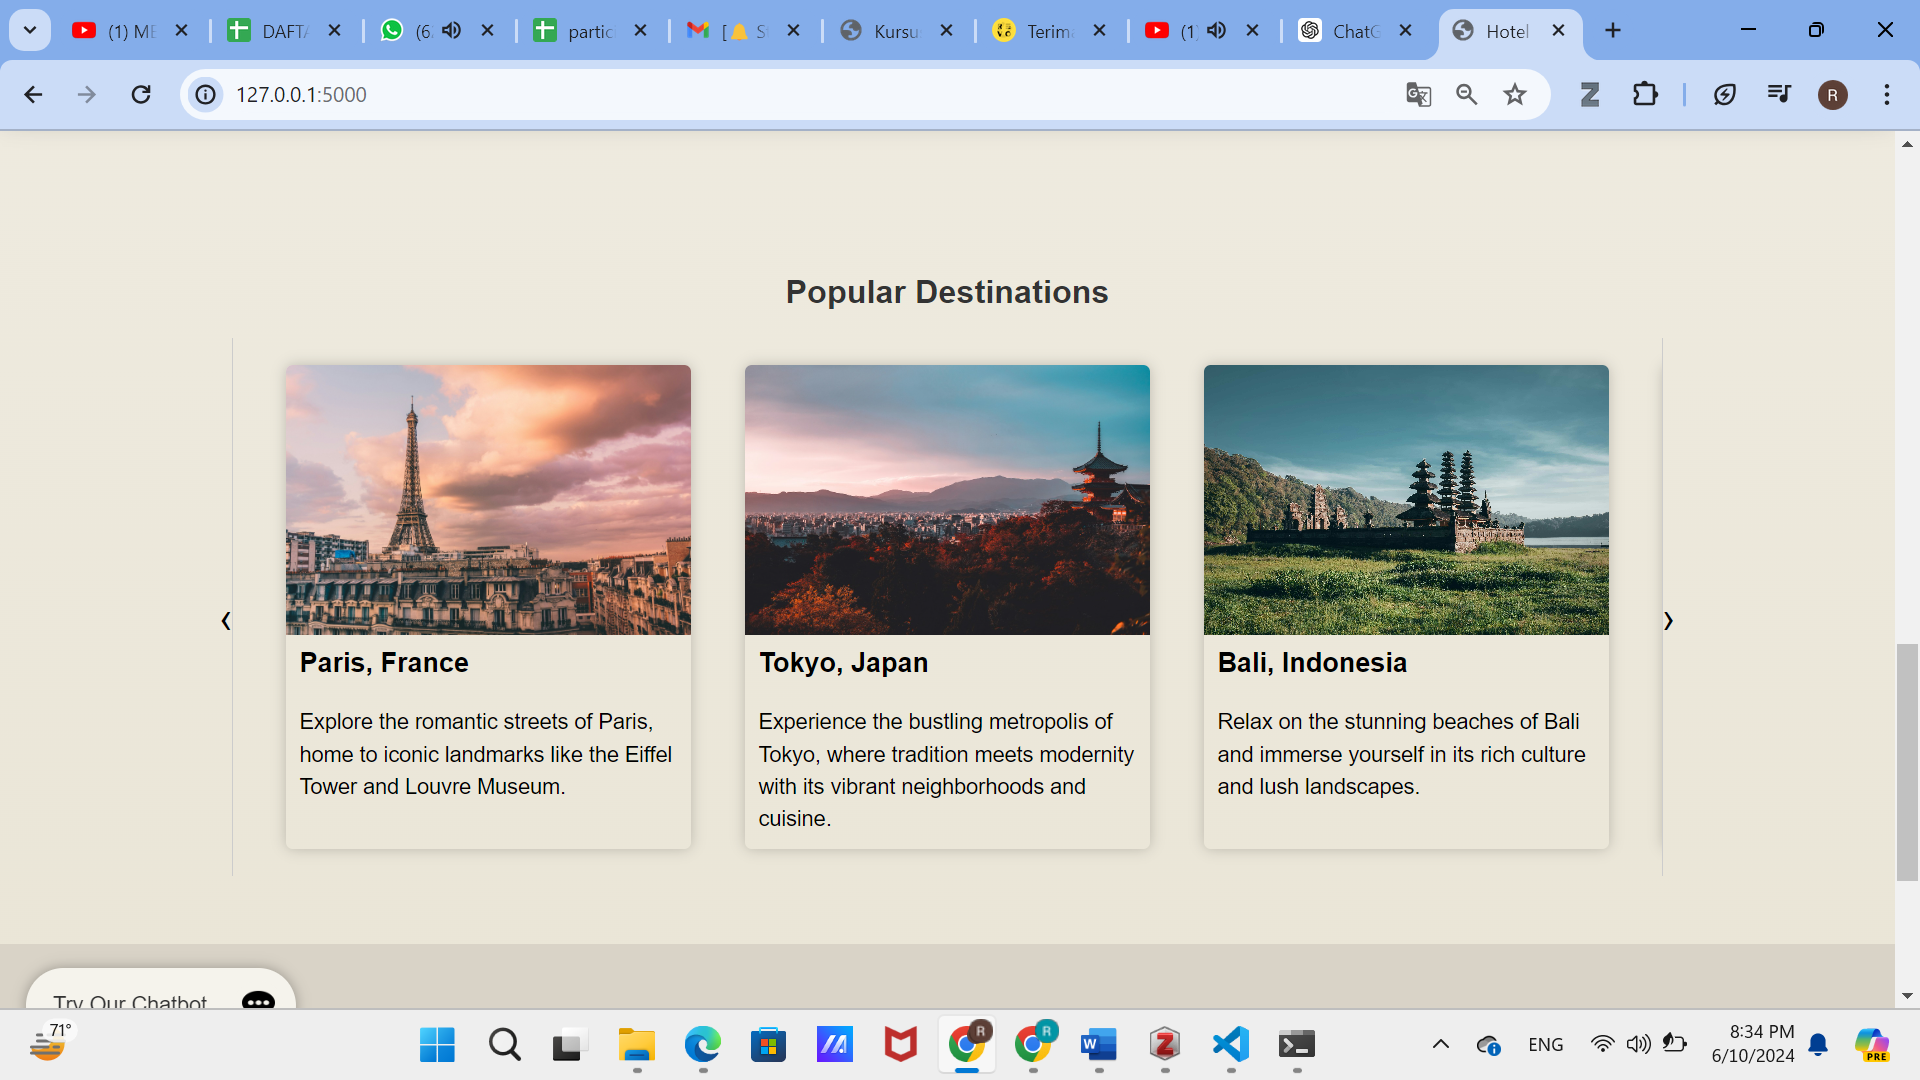 (1) ME
DAFTA
(6
partic
[ S
Kursu
Terima
(1)
ChatG
Hotel
127.0.0.1:5000
R
Popular Destinations
Paris, France
Explore the romantic streets of Paris,
home to iconic landmarks like the Eiffel
Tower and Louvre Museum.
Tokyo, Japan
Experience the bustling metropolis of
Tokyo, where tradition meets modernity
with its vibrant neighborhoods and
cuisine.
Bali, Indonesia
Relax on the stunning beaches of Bali
and immerse yourself in its rich culture
and lush landscapes.
Try Our Chatbot
71°
R
R
W
Z
ENG
8:34 PM
6/10/2024
PRE